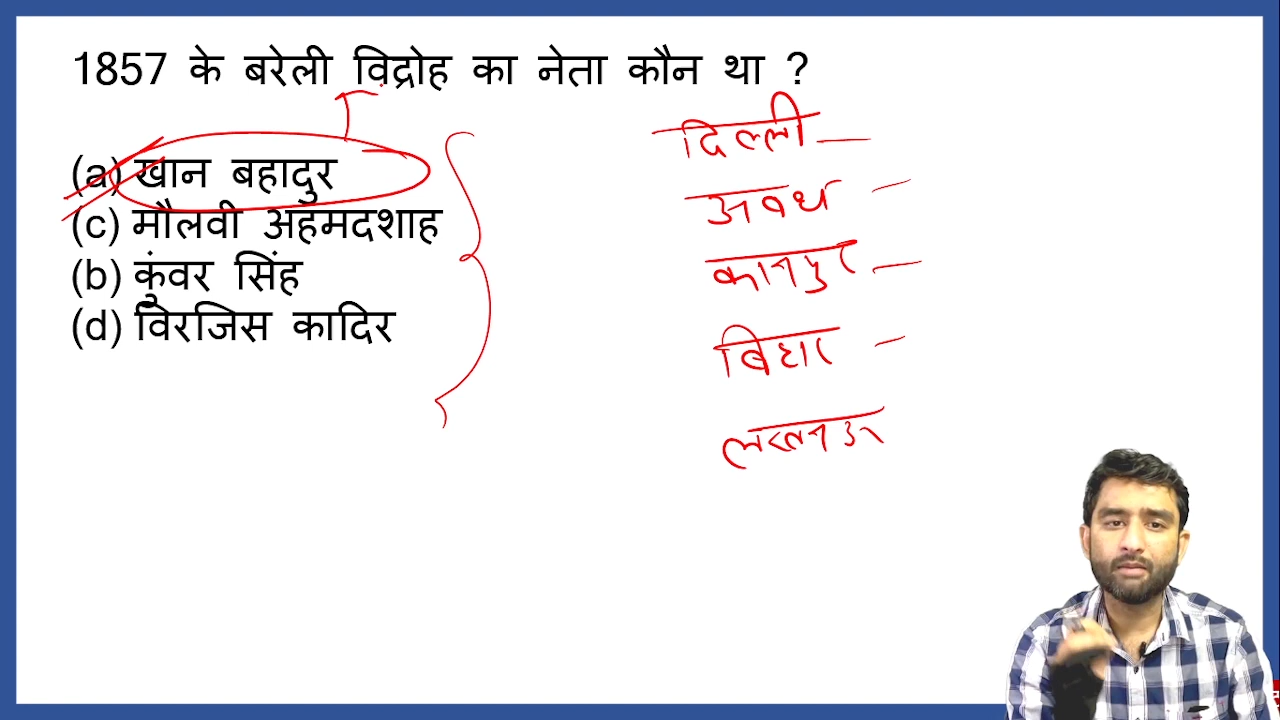 1857 के बरेली विद्रोह का नेता कौन था ?
(a) खान बहादुर
(c) मौलवी अहमदशाह
(b) कुंवर सिंह
(d) विरजिस कादिर
दिल्ली —
अवध —
कानपुर —
बिहार —
लखनऊ